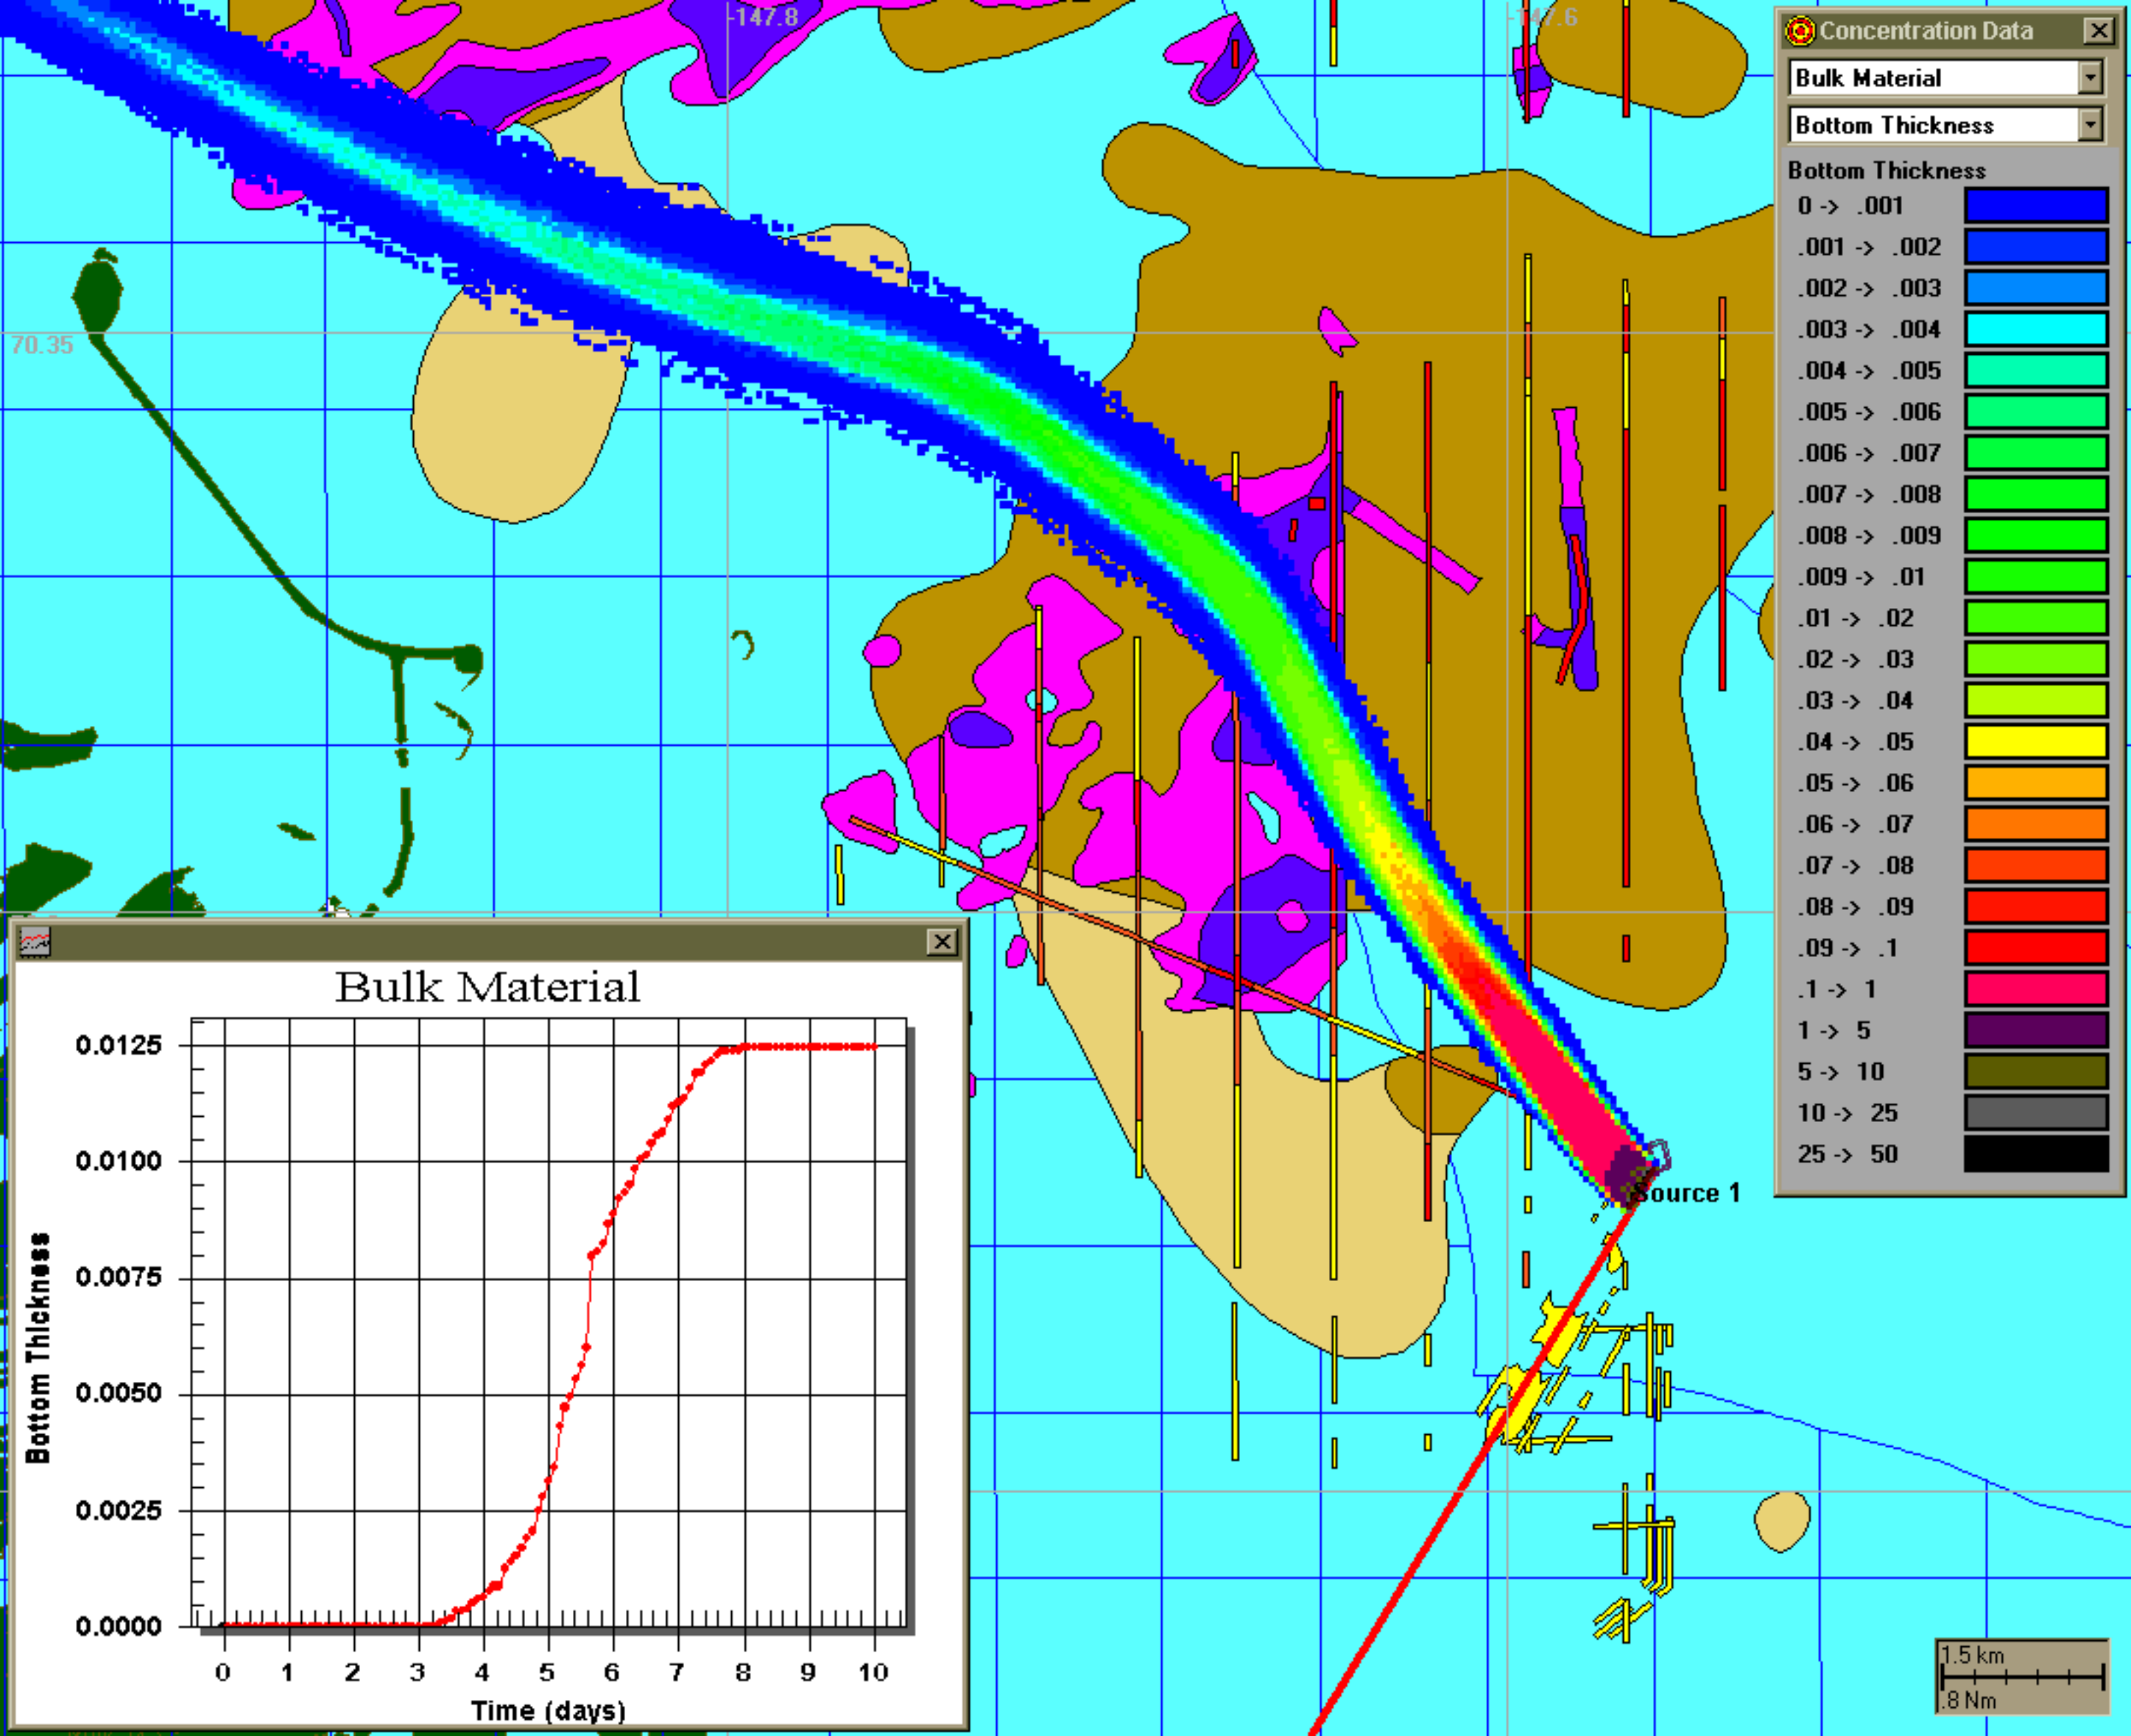 -147.8
-147.6
70.35
Concentration Data
Bulk Material
Bottom Thickness
Bottom Thickness
0 -> .001
.001 -> .002
.002 -> .003
.003 -> .004
.004 -> .005
.005 -> .006
.006 -> .007
.007 -> .008
.008 -> .009
.009 -> .01
.01 -> .02
.02 -> .03
.03 -> .04
.04 -> .05
.05 -> .06
.06 -> .07
.07 -> .08
.08 -> .09
.09 -> .1
.1 -> 1
1 -> 5
5 -> 10
10 -> 25
25 -> 50
Source 1
Bulk Material
Bottom Thickness
0.0125
0.0100
0.0075
0.0050
0.0025
0.0000
0 1 2 3 4 5 6 7 8 9 10
Time (days)
1.5 km
.8 Nm